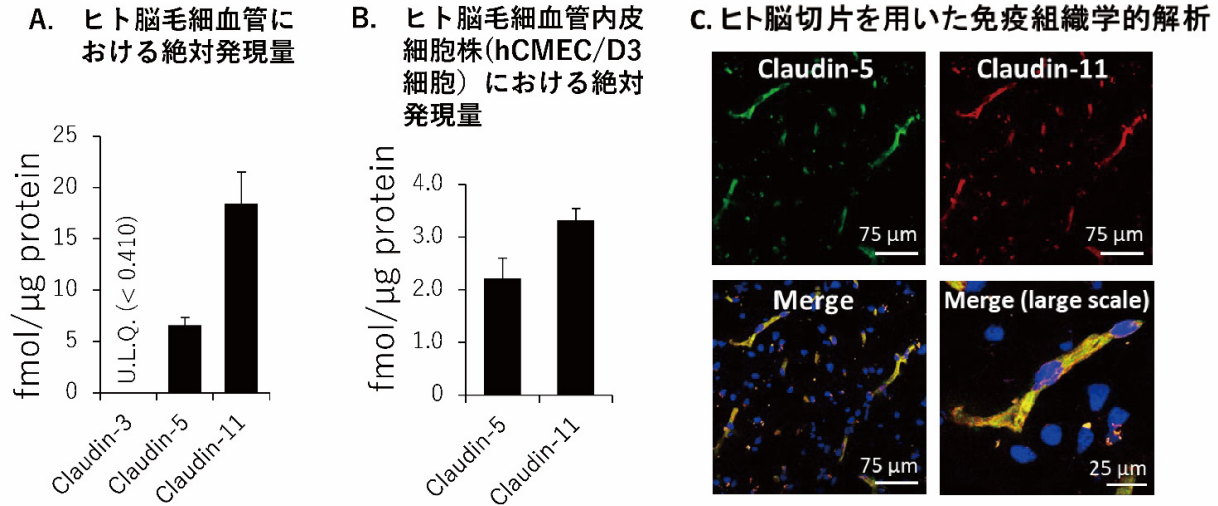 A. ヒト脳毛細血管に
おける絶対発現量
fmol/μg protein
25
20
15
10
5
0
U.L.Q. (< 0.410)
Claudin-3
Claudin-5
Claudin-11
B. ヒト脳毛細血管内皮
細胞株(hCMEC/D3
細胞）における絶対
発現量
fmol/μg protein
4.0
3.0
2.0
1.0
0
Claudin-5
Claudin-11
C. ヒト脳切片を用いた免疫組織学的解析
Claudin-5
75 μm
Claudin-11
75 μm
Merge
75 μm
Merge (large scale)
25 μm